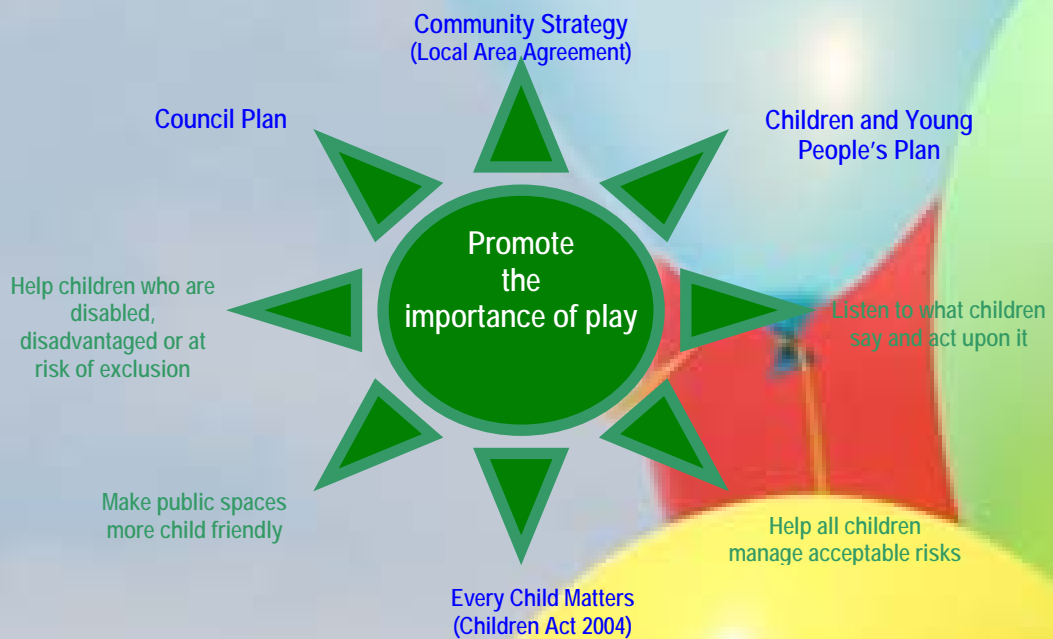 Community Strategy
(Local Area Agreement)
Council Plan
Children and Young
People's Plan
Promote
the
importance of play
Help children who are
disabled,
disadvantaged or at
risk of exclusion
Listen to what children
say and act upon it
Make public spaces
more child friendly
Help all children
manage acceptable risks
Every Child Matters
(Children Act 2004)